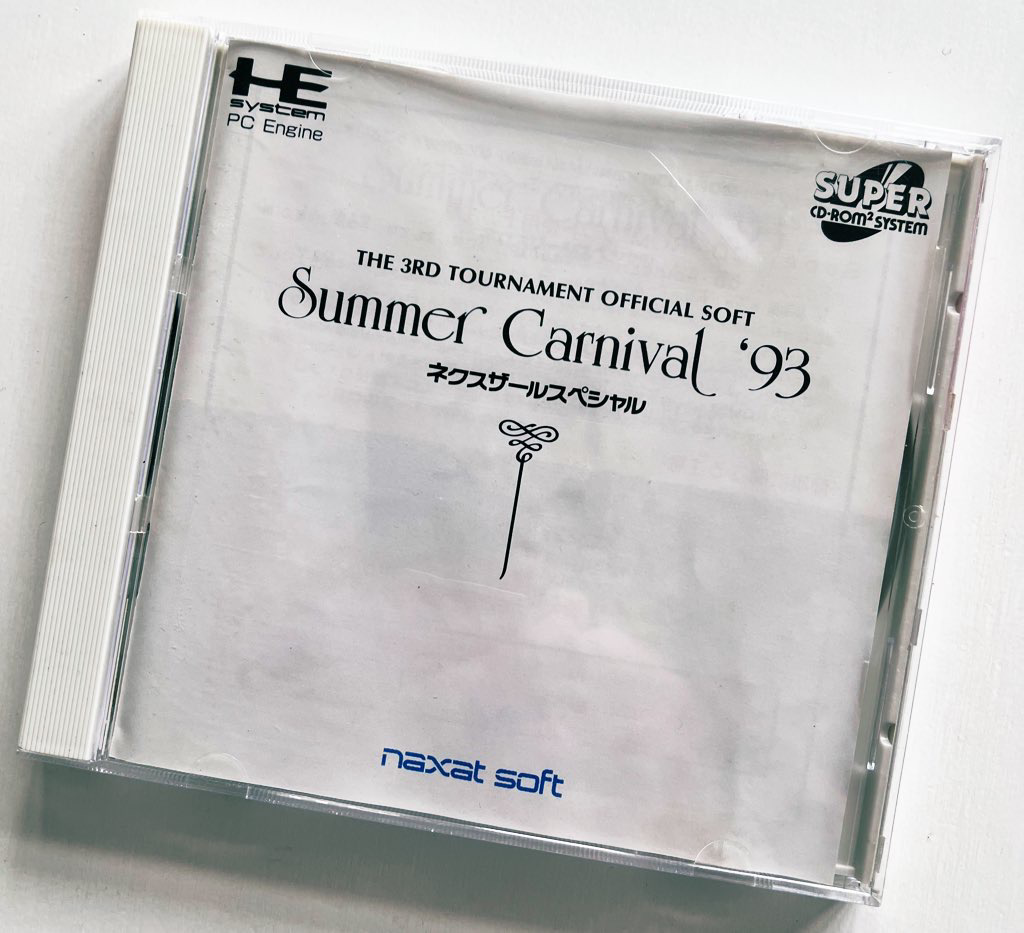 HE
system
PC Engine
SUPER
CD-ROM² SYSTEM
THE 3RD TOURNAMENT OFFICIAL SOFT
Summer Carnival ‘93
ネクスザールスペシャル
naxat soft